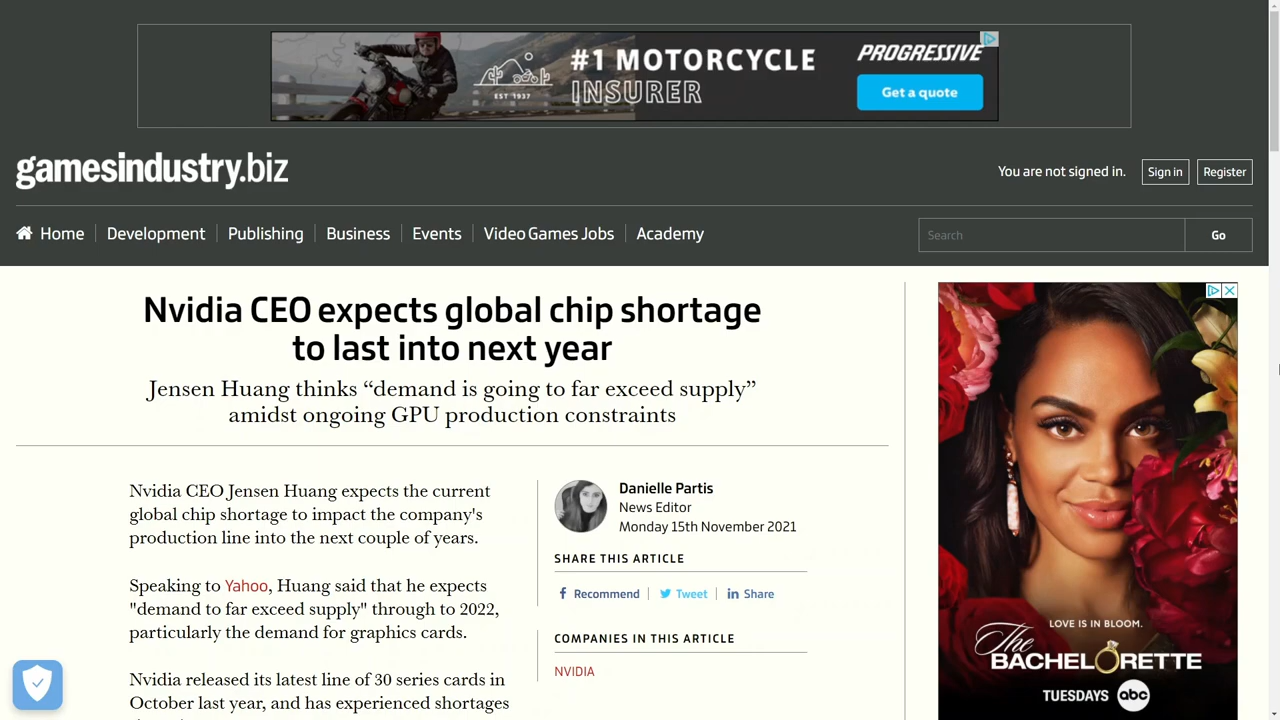 #1 MOTORCYCLE
INSURER
EST 1937
PROGRESSIVE
Get a quote
gamesindustry.biz
You are not signed in.
Sign in
Register
Home
Development
Publishing
Business
Events
Video Games Jobs
Academy
Search
Go
Nvidia CEO expects global chip shortage
to last into next year
Jensen Huang thinks “demand is going to far exceed supply”
amidst ongoing GPU production constraints
Nvidia CEO Jensen Huang expects the current
global chip shortage to impact the company's
production line into the next couple of years.
Speaking to Yahoo, Huang said that he expects
"demand to far exceed supply" through to 2022,
particularly the demand for graphics cards.
Nvidia released its latest line of 30 series cards in
October last year, and has experienced shortages
Danielle Partis
News Editor
Monday 15th November 2021
SHARE THIS ARTICLE
Recommend
Tweet
Share
COMPANIES IN THIS ARTICLE
NVIDIA
LOVE IS IN BLOOM.
The
BACHELORETTE
TUESDAYS abc